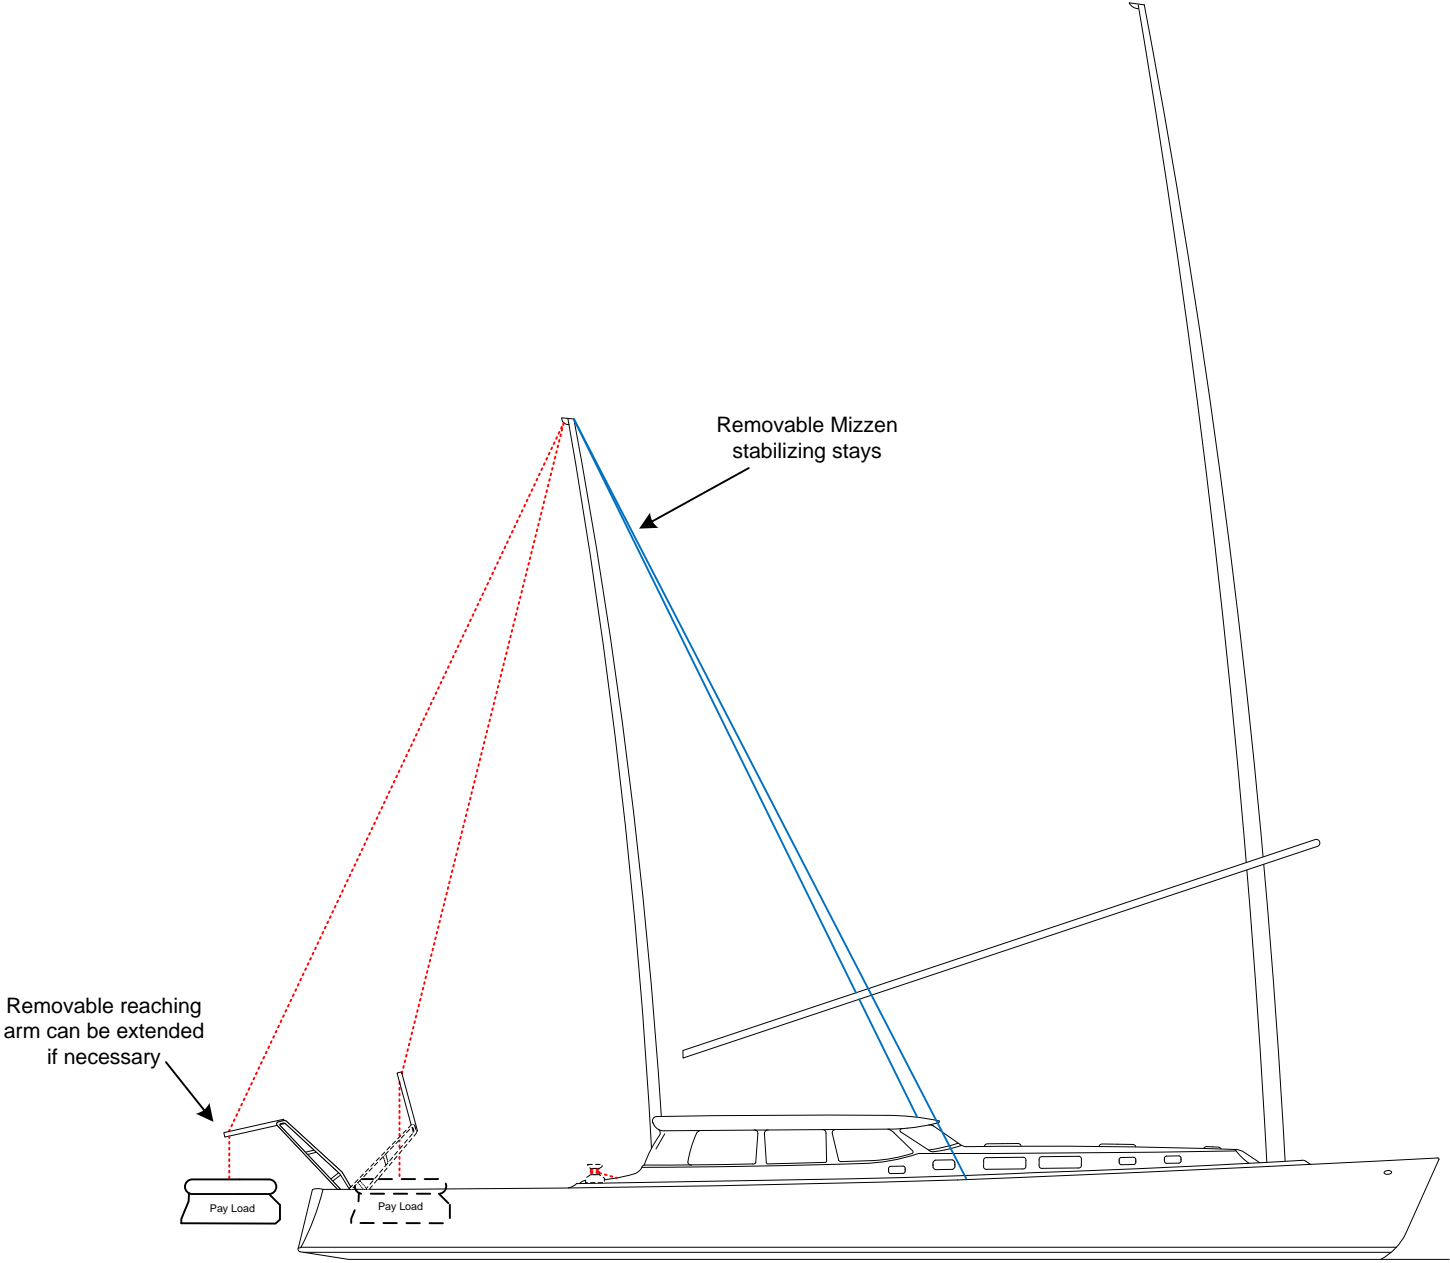 Removable Mizzen
stabilizing stays
Removable reaching
arm can be extended
if necessary
Pay Load
Pay Load